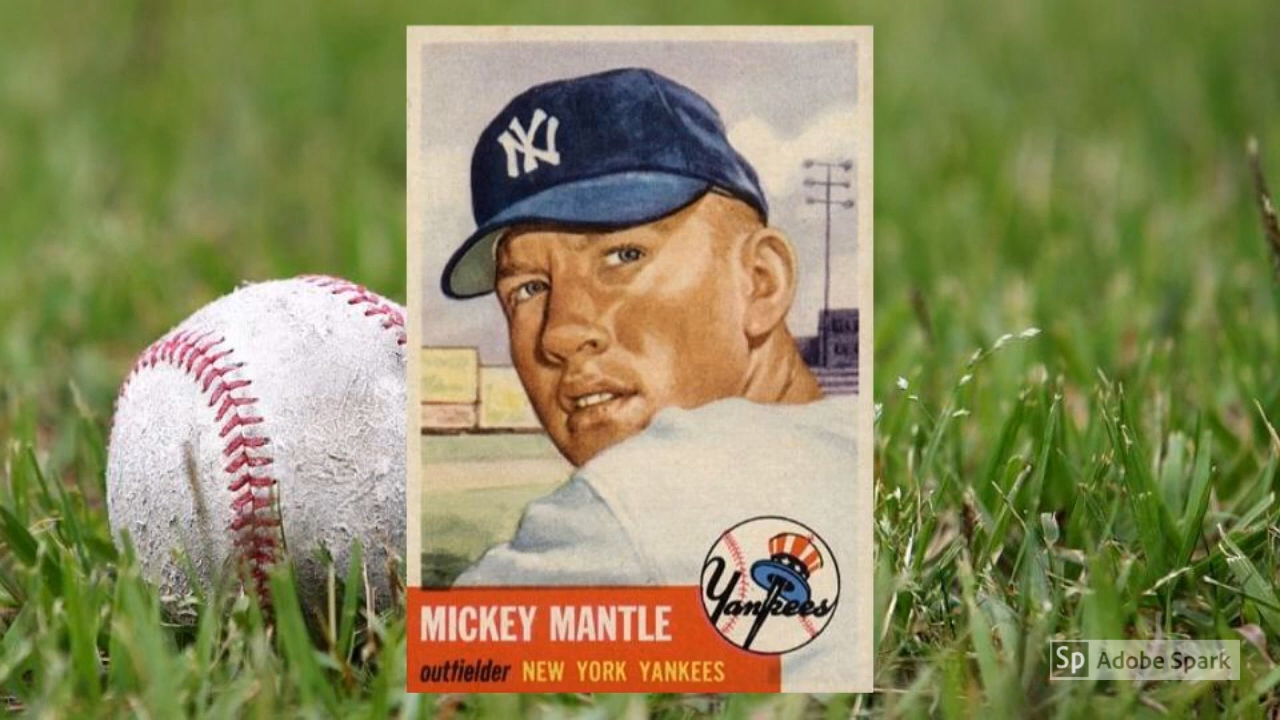 NY
MICKEY MANTLE
Yankees
outfielder NEW YORK YANKEES
Sp Adobe Spark